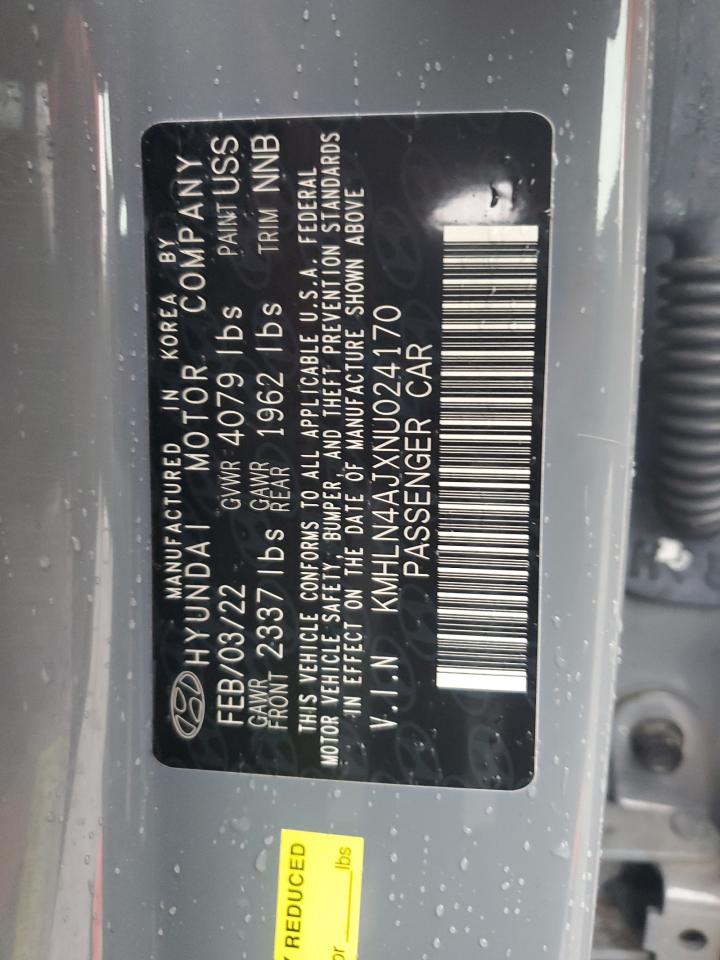 MANUFACTURED IN KOREA BY
HYUNDAI MOTOR COMPANY
FEB/03/22 GVWR 4079 lbs PAINT USS
GAWR FRONT 2337 lbs GAWR REAR 1962 lbs TRIM NNB
THIS VEHICLE CONFORMS TO ALL APPLICABLE U.S.A. FEDERAL
MOTOR VEHICLE SAFETY, BUMPER, AND THEFT PREVENTION STANDARDS
IN EFFECT ON THE DATE OF MANUFACTURE SHOWN ABOVE
V.I.N KMHLN4AJXNU024170
PASSENGER CAR
REDUCED
or ____lbs